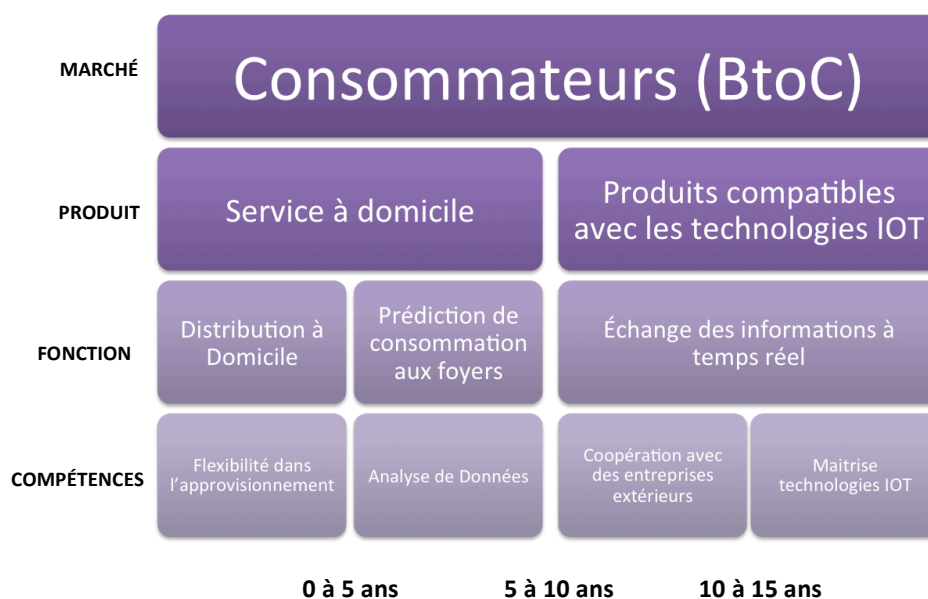 MARCHÉ
Consommateurs (BtoC)
PRODUIT
Service à domicile
Produits compatibles
avec les technologies IOT
FONCTION
Distribution à
Domicile
Prédiction de
consommation
aux foyers
Échange des informations à
temps réel
COMPÉTENCES
Flexibilité dans
l'approvisionnement
Analyse de Données
Coopération avec
des entreprises
extérieurs
Maitrise
technologies IOT
0 à 5 ans
5 à 10 ans
10 à 15 ans